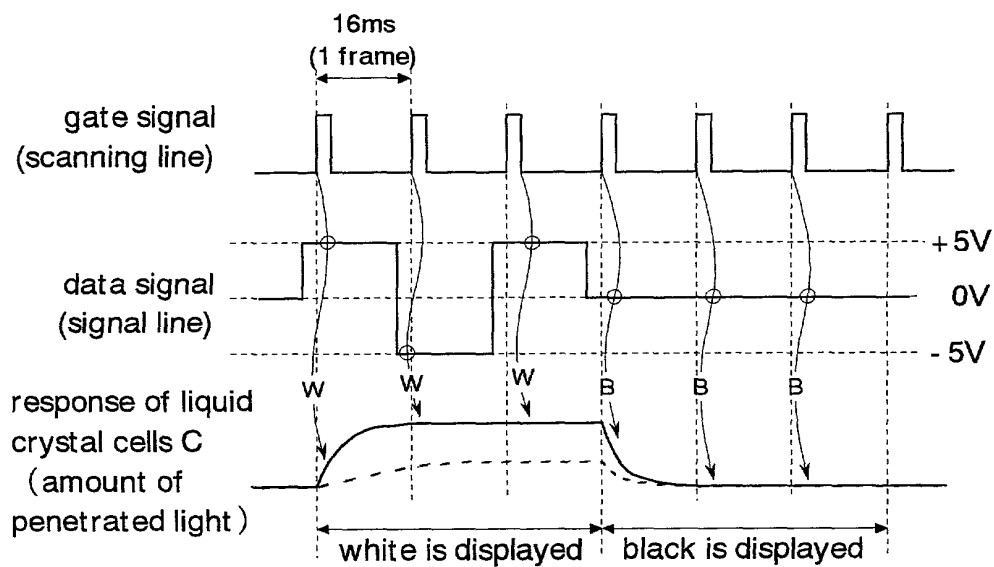 16ms
(1 frame)
gate signal
(scanning line)
+5V
data signal
(signal line)
0V
-5V
W W W B B B
response of liquid
crystal cells C
(amount of
penetrated light)
white is displayed
black is displayed